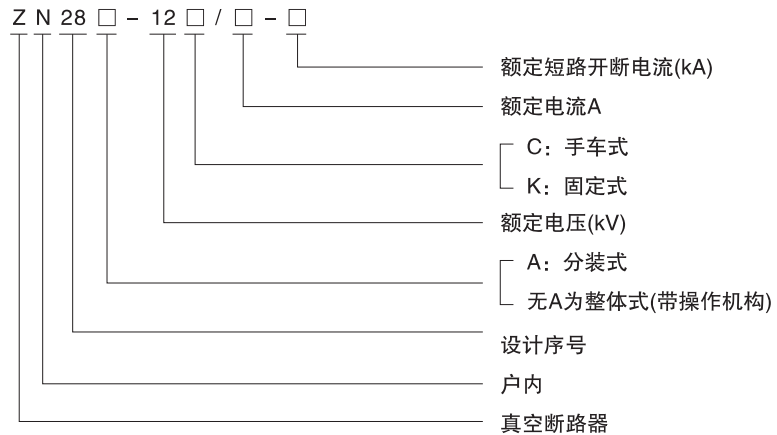 ZN28□-12□/□-□
额定短路开断电流(kA)
额定电流A
C：手车式
K：固定式
额定电压(kV)
A：分装式
无A为整体式(带操作机构)
设计序号
户内
真空断路器